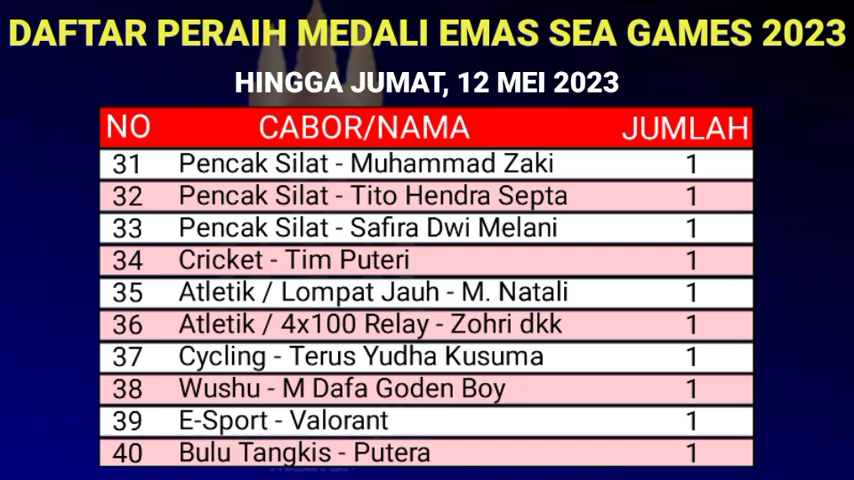 DAFTAR PERAIH MEDALI EMAS SEA GAMES 2023
HINGGA JUMAT, 12 MEI 2023
NO CABOR/NAMA JUMLAH
31 Pencak Silat - Muhammad Zaki 1
32 Pencak Silat - Tito Hendra Septa 1
33 Pencak Silat - Safira Dwi Melani 1
34 Cricket - Tim Puteri 1
35 Atletik / Lompat Jauh - M. Natali 1
36 Atletik / 4x100 Relay - Zohri dkk 1
37 Cycling - Terus Yudha Kusuma 1
38 Wushu - M Dafa Goden Boy 1
39 E-Sport - Valorant 1
40 Bulu Tangkis - Putera 1